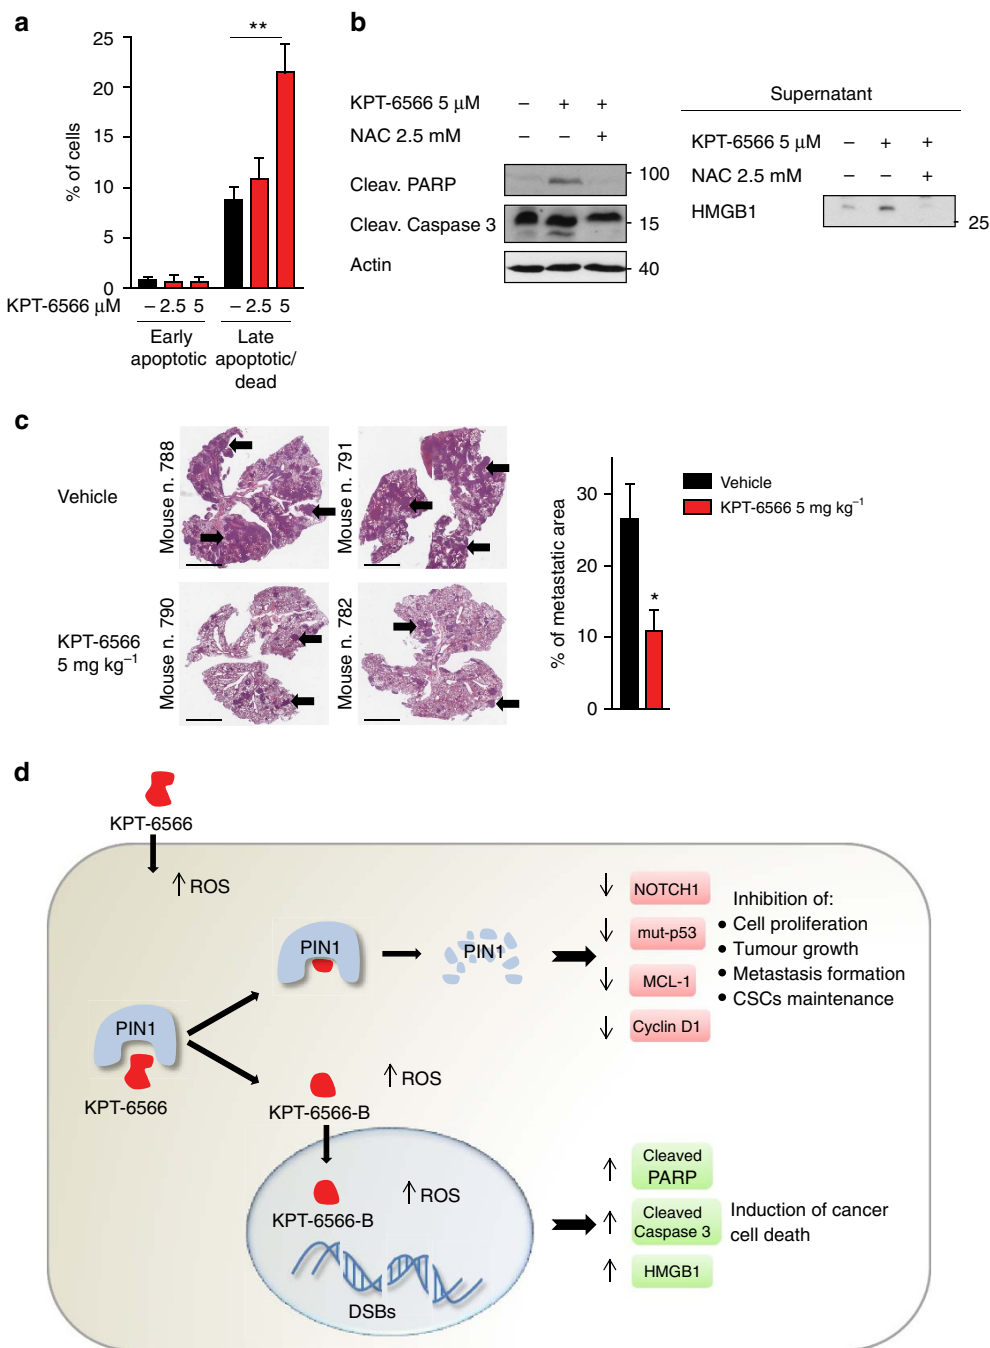 a
25
20
15
10
5
0
% of cells
**
KPT-6566 µM
– 2.5 5
– 2.5 5
Early
apoptotic
Late
apoptotic/
dead
b
KPT-6566 5 µM
– + +
NAC 2.5 mM
– – +
Cleav. PARP
- 100
Cleav. Caspase 3
- 15
Actin
- 40
Supernatant
KPT-6566 5 µM
– + +
NAC 2.5 mM
– – +
HMGB1
- 25
c
Vehicle
Mouse n. 788
Mouse n. 791
KPT-6566
5 mg kg⁻¹
Mouse n. 790
Mouse n. 782
% of metastatic area
30
20
10
0
*
Vehicle
KPT-6566 5 mg kg⁻¹
d
KPT-6566
↑ ROS
PIN1
KPT-6566
PIN1
PIN1
↓ NOTCH1
↓ mut-p53
↓ MCL-1
↓ Cyclin D1
Inhibition of:
• Cell proliferation
• Tumour growth
• Metastasis formation
• CSCs maintenance
↑ ROS
KPT-6566-B
↑ ROS
KPT-6566-B
DSBs
↑ Cleaved
PARP
↑ Cleaved
Caspase 3
↑ HMGB1
Induction of cancer
cell death